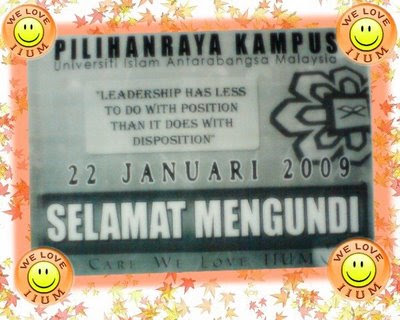 WE LOVE IIUM
WE LOVE IIUM
PILIHANRAYA KAMPUS
Universiti Islam Antarabangsa Malaysia
"LEADERSHIP HAS LESS
TO DO WITH POSITION
THAN IT DOES WITH
DISPOSITION"
22 JANUARI 2009
SELAMAT MENGUNDI
CARE WE LOVE IIUM
WE LOVE IIUM
WE LOVE IIUM